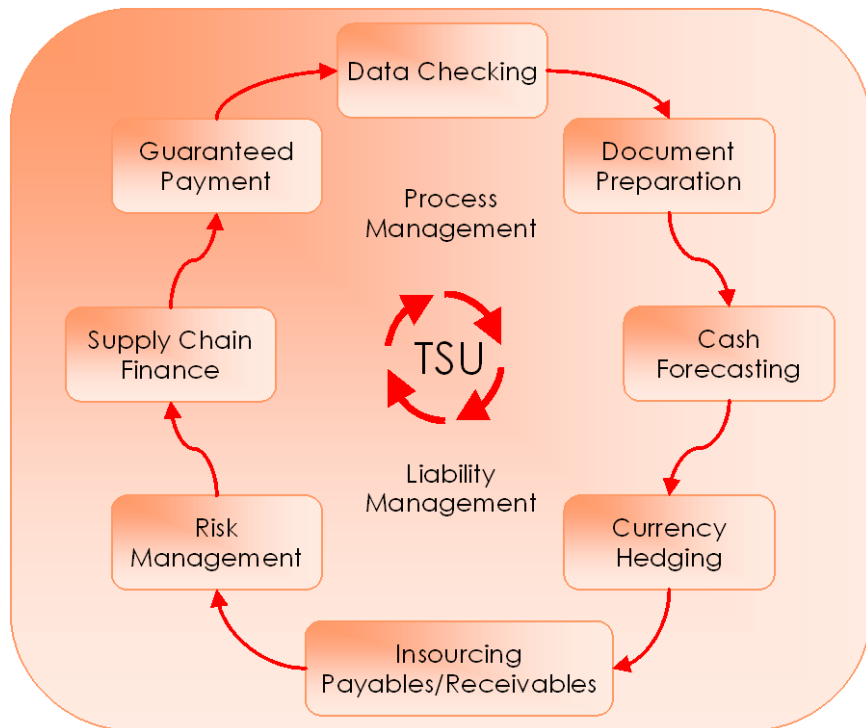 Data Checking
Guaranteed
Payment
Document
Preparation
Process
Management
Supply Chain
Finance
TSU
Cash
Forecasting
Liability
Management
Risk
Management
Currency
Hedging
Insourcing
Payables/Receivables